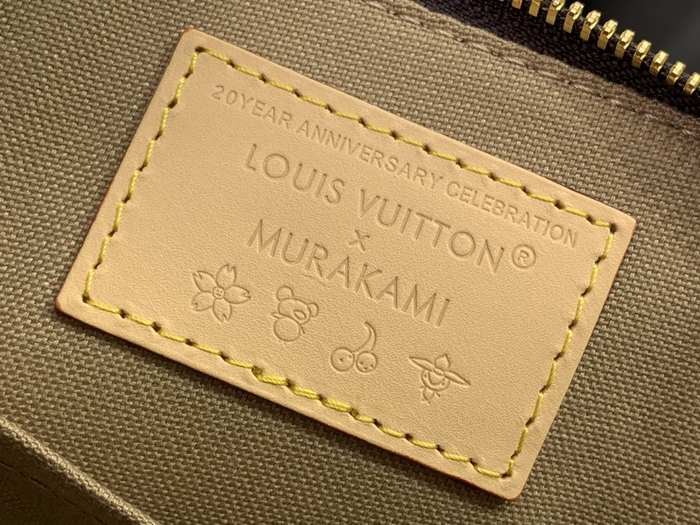 20YEAR ANNIVERSARY CELEBRATION
LOUIS VUITTON®
x
MURAKAMI